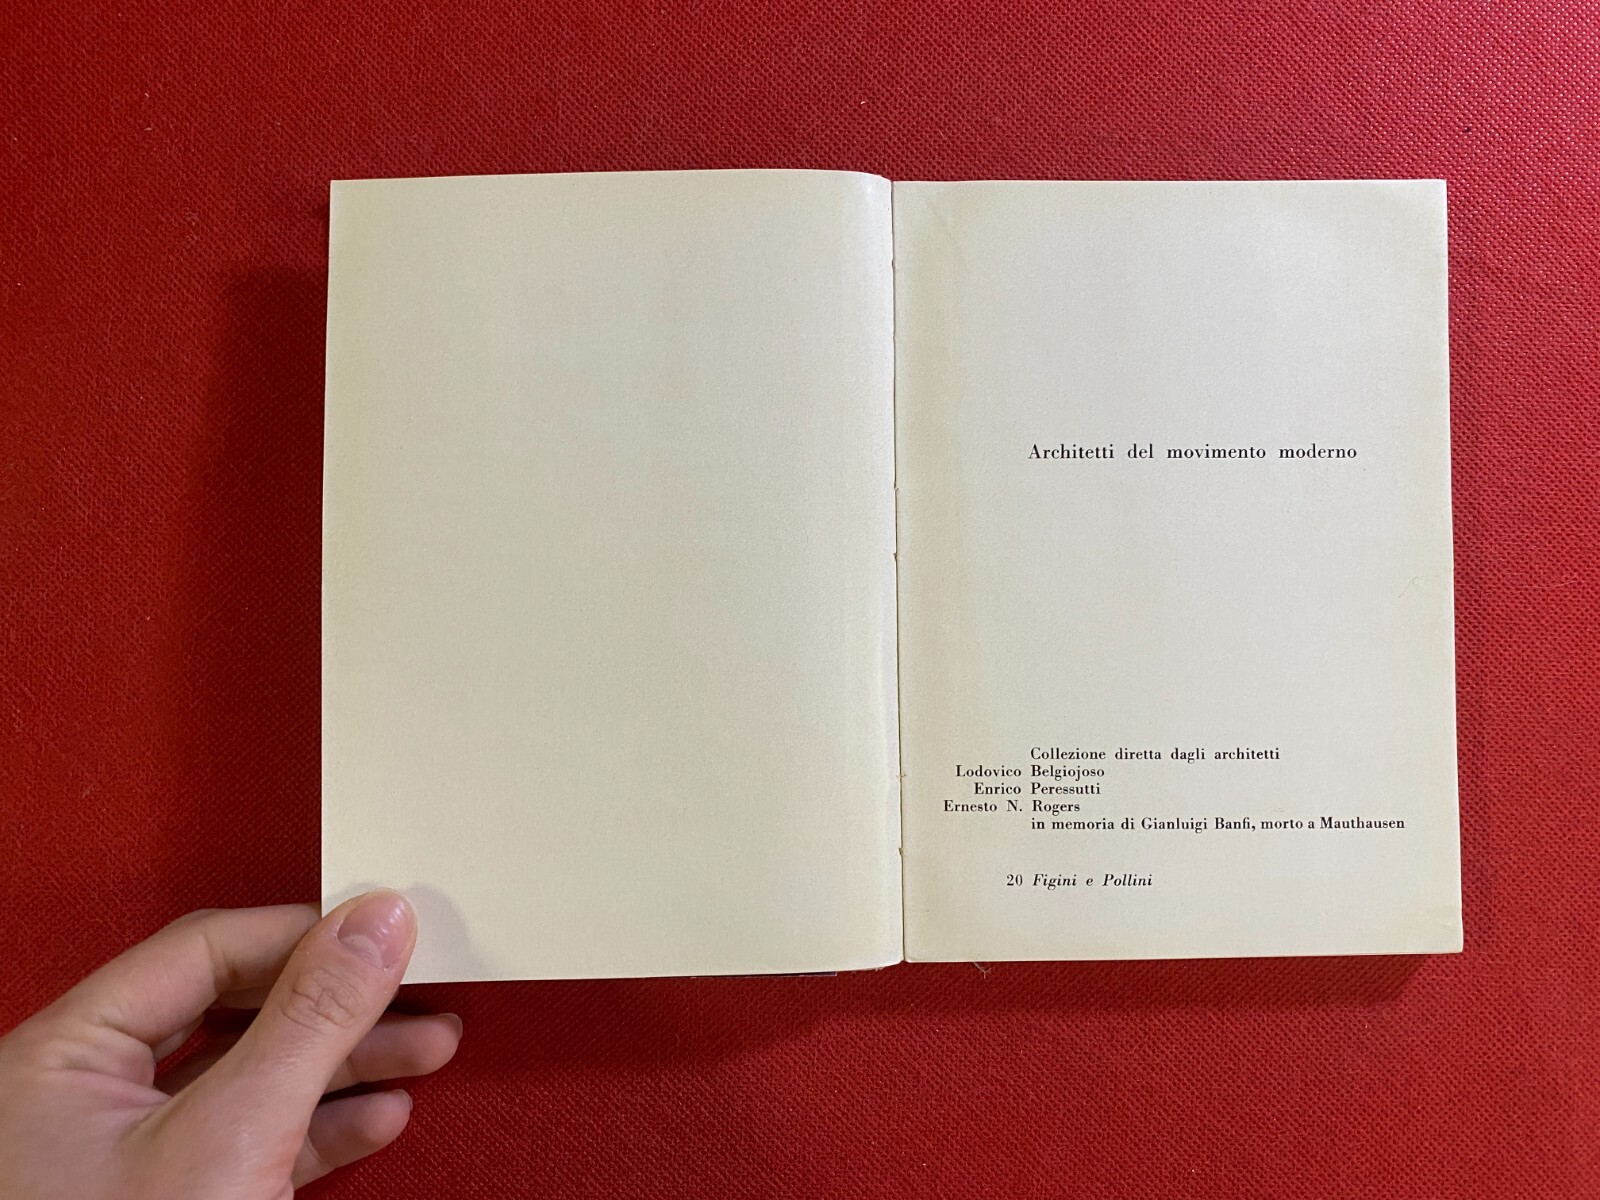 Architetti del movimento moderno
Collezione diretta dagli architetti
Lodovico Belgiojoso
Enrico Peressutti
Ernesto N. Rogers
in memoria di Gianluigi Banfi, morto a Mauthausen
20 Figini e Pollini